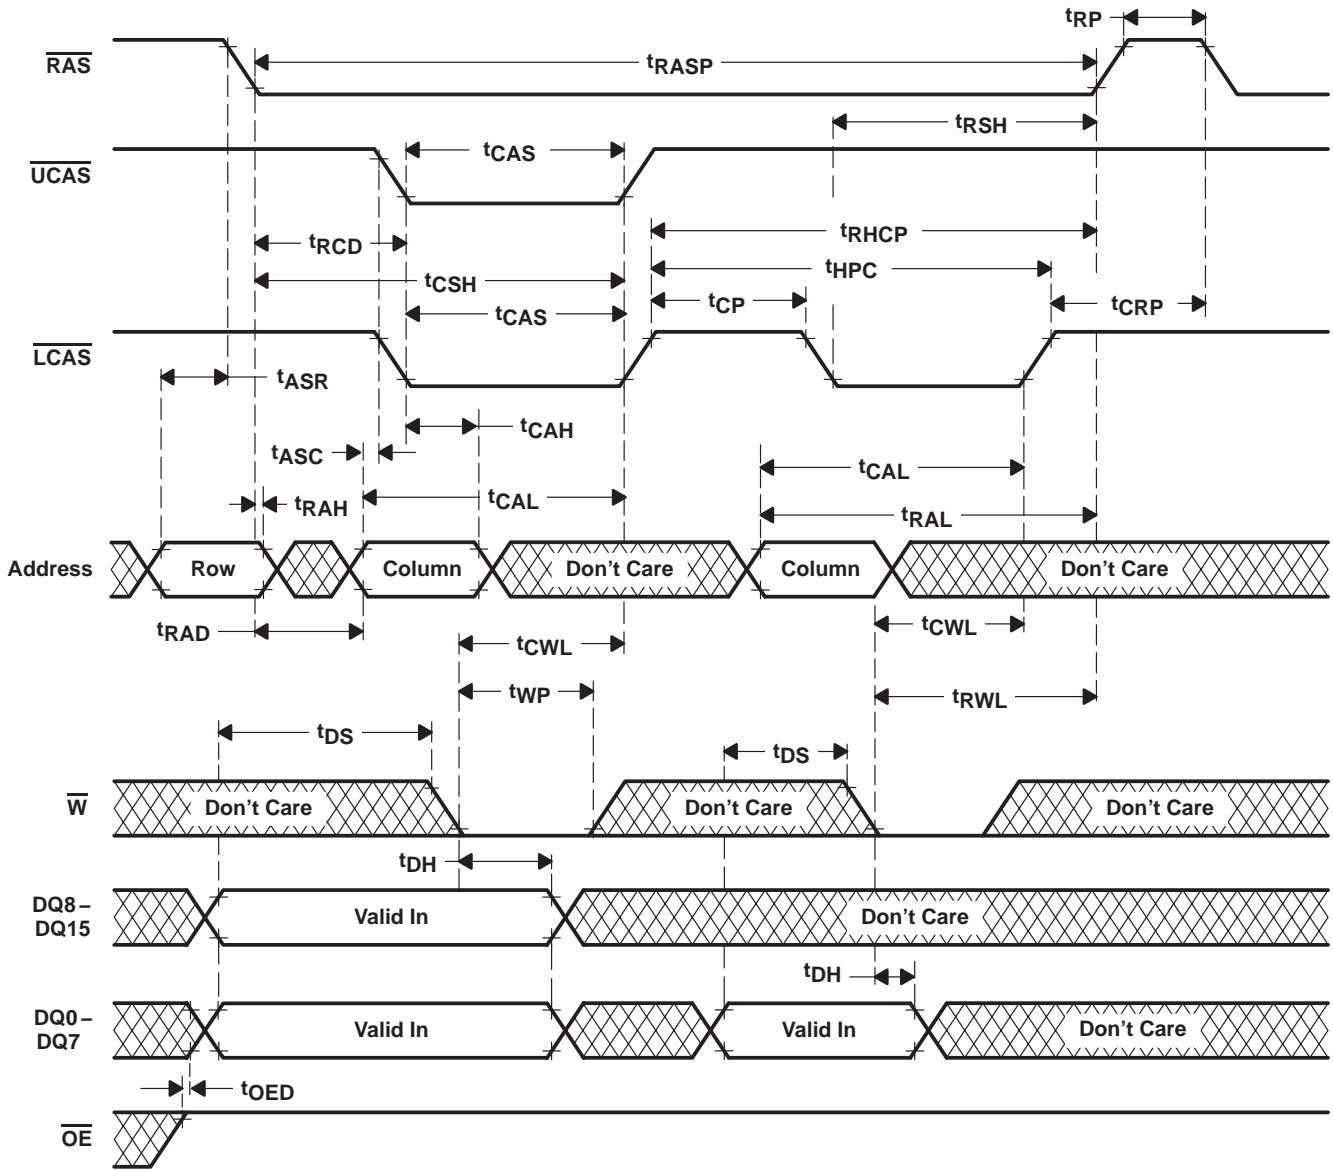 tRP
RAS
tRASP
tRSH
UCAS
tCAS
tRCD
tRHCP
tCSH
tHPC
tCAS
tCP
tCRP
LCAS
tASR
tCAH
tASC
tCAL
tCAL
tRAH
tRAL
Address
Row
Column
Don't Care
Column
Don't Care
tRAD
tCWL
tCWL
tWP
tRWL
tDS
tDS
W
Don't Care
Don't Care
Don't Care
tDH
DQ8–
DQ15
Valid In
Don't Care
tDH
DQ0–
DQ7
Valid In
Valid In
Don't Care
tOED
OE